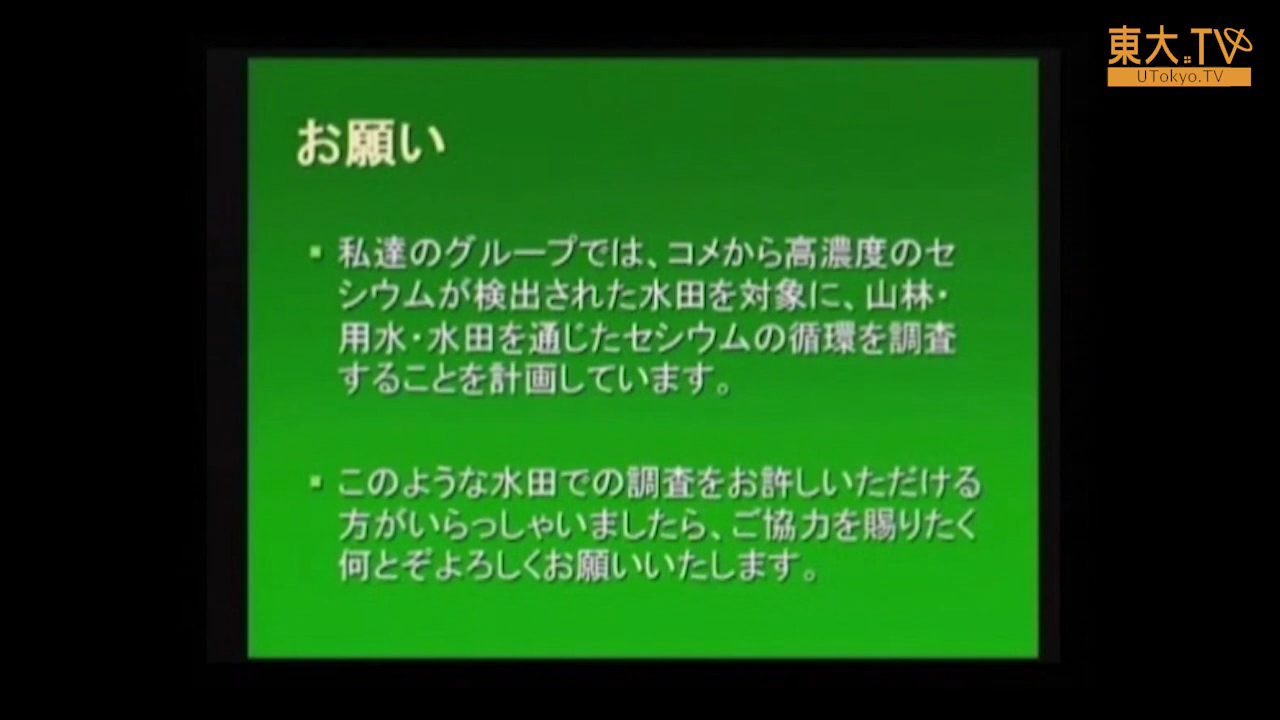 東大.TV
UTokyo.TV
お願い
▪ 私達のグループでは、コメから高濃度のセ
シウムが検出された水田を対象に、山林・
用水・水田を通じたセシウムの循環を調査
することを計画しています。
▪ このような水田での調査をお許しいただける
方がいらっしゃいましたら、ご協力を賜りたく
何とぞよろしくお願いいたします。